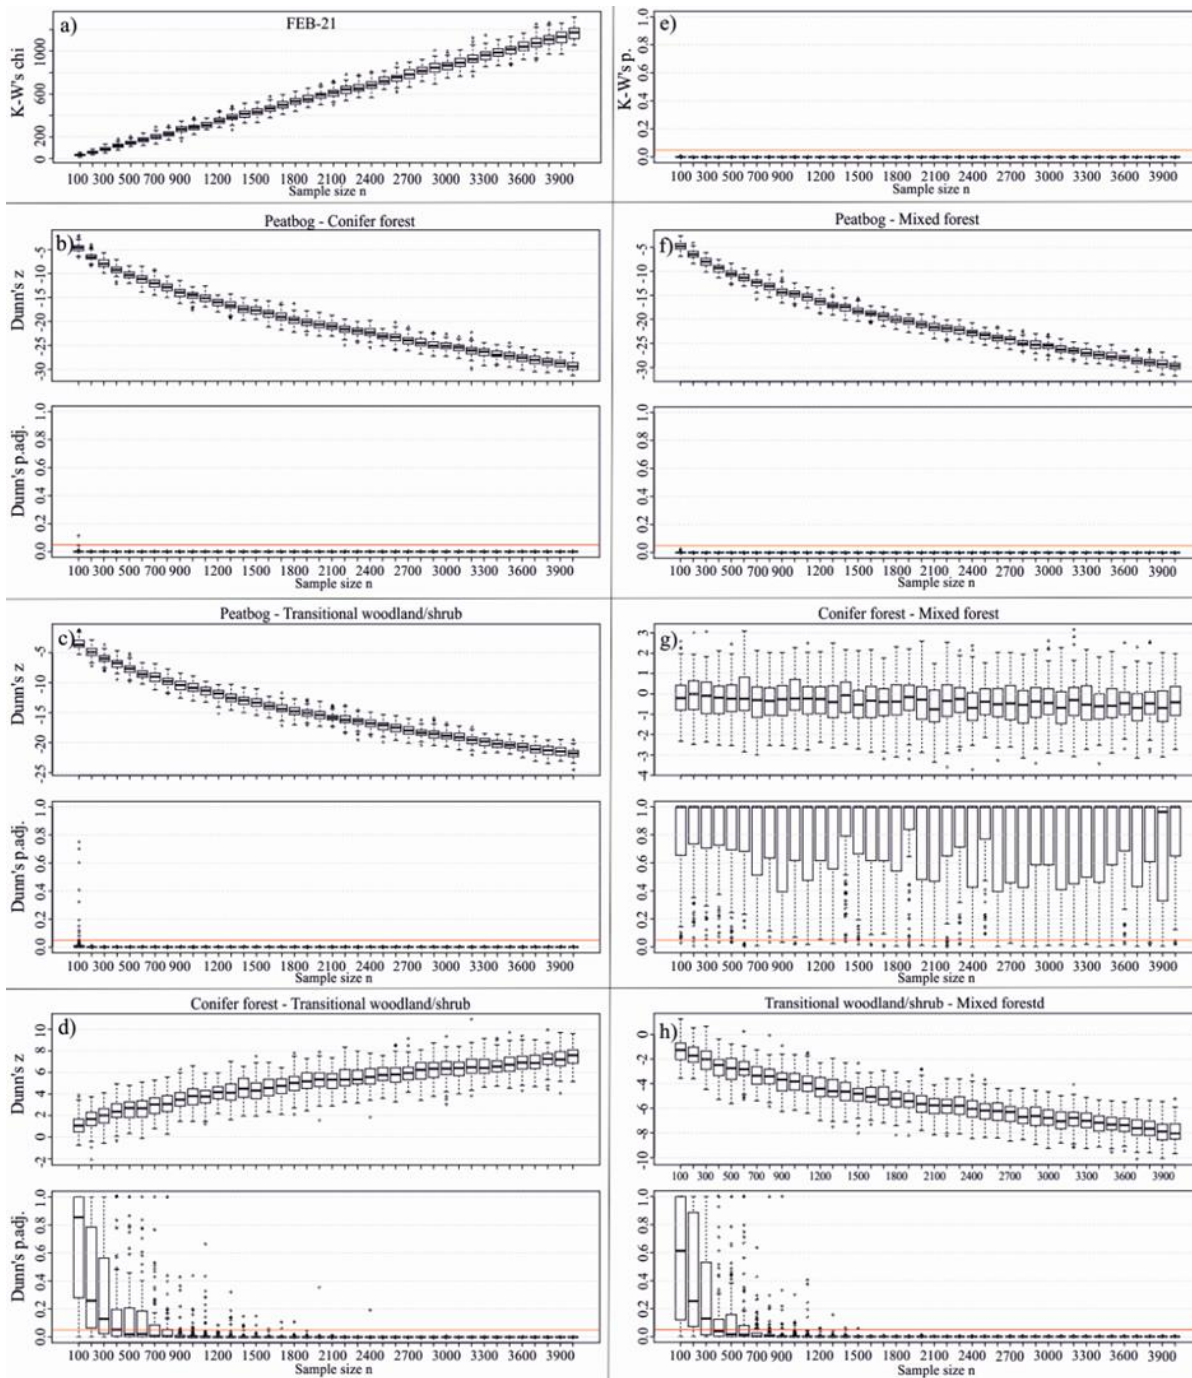 a)
FEB-21
K-W's chi
0 200 600 1000
100 300 500 700 900 1200 1500 1800 2100 2400 2700 3000 3300 3600 3900
Sample size n
e)
K-W's p.
0.0 0.2 0.4 0.6 0.8 1.0
100 300 500 700 900 1200 1500 1800 2100 2400 2700 3000 3300 3600 3900
Sample size n
Peatbog - Conifer forest
b)
Dunn's z
-30 -25 -20 -15 -10 -5
Dunn's p.adj.
0.0 0.2 0.4 0.6 0.8 1.0
100 300 500 700 900 1200 1500 1800 2100 2400 2700 3000 3300 3600 3900
Sample size n
Peatbog - Mixed forest
f)
-30 -25 -20 -15 -10 -5
0.0 0.2 0.4 0.6 0.8 1.0
100 300 500 700 900 1200 1500 1800 2100 2400 2700 3000 3300 3600 3900
Sample size n
Peatbog - Transitional woodland/shrub
c)
Dunn's z
-25 -20 -15 -10 -5
Dunn's p.adj.
0.0 0.2 0.4 0.6 0.8 1.0
100 300 500 700 900 1200 1500 1800 2100 2400 2700 3000 3300 3600 3900
Sample size n
Conifer forest - Mixed forest
g)
-4 -3 -2 -1 0 1 2 3
0.0 0.2 0.4 0.6 0.8 1.0
100 300 500 700 900 1200 1500 1800 2100 2400 2700 3000 3300 3600 3900
Sample size n
Conifer forest - Transitional woodland/shrub
d)
Dunn's z
-2 0 2 4 6 8 10
Dunn's p.adj.
0.0 0.2 0.4 0.6 0.8 1.0
100 300 500 700 900 1200 1500 1800 2100 2400 2700 3000 3300 3600 3900
Sample size n
Transitional woodland/shrub - Mixed forestd
h)
-10 -8 -6 -4 -2 0
100 300 500 700 900 1200 1500 1800 2100 2400 2700 3000 3300 3600 3900
0.0 0.2 0.4 0.6 0.8 1.0
100 300 500 700 900 1200 1500 1800 2100 2400 2700 3000 3300 3600 3900
Sample size n